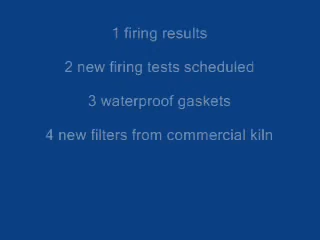 1 firing results
2 new firing tests scheduled
3 waterproof gaskets
4 new filters from commercial kiln